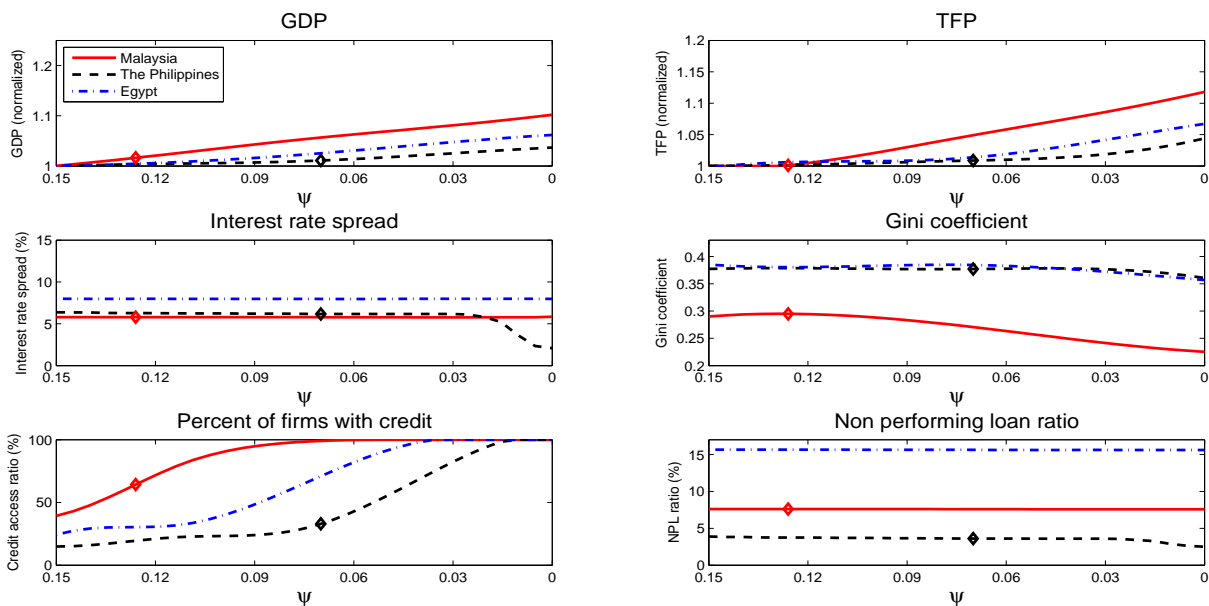 GDP
GDP (normalized)
1.2
1.1
1
Malaysia
The Philippines
Egypt
0.15 0.12 0.09 0.06 0.03 0
ψ
TFP
TFP (normalized)
1.2
1.15
1.1
1.05
1
0.15 0.12 0.09 0.06 0.03 0
ψ
Interest rate spread
Interest rate spread (%)
15
10
5
0
0.15 0.12 0.09 0.06 0.03 0
ψ
Gini coefficient
Gini coefficient
0.4
0.35
0.3
0.25
0.2
0.15 0.12 0.09 0.06 0.03 0
ψ
Percent of firms with credit
Credit access ratio (%)
100
50
0
0.15 0.12 0.09 0.06 0.03 0
ψ
Non performing loan ratio
NPL ratio (%)
15
10
5
0
0.15 0.12 0.09 0.06 0.03 0
ψ